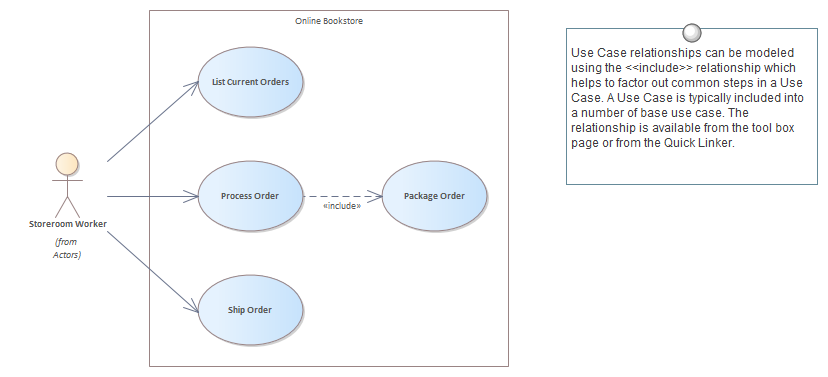 Online Bookstore
List Current Orders
Process Order
«include»
Package Order
Ship Order
Storeroom Worker
(from
Actors)
Use Case relationships can be modeled
using the <<include>> relationship which
helps to factor out common steps in a Use
Case. A Use Case is typically included into
a number of base use case. The
relationship is available from the tool box
page or from the Quick Linker.